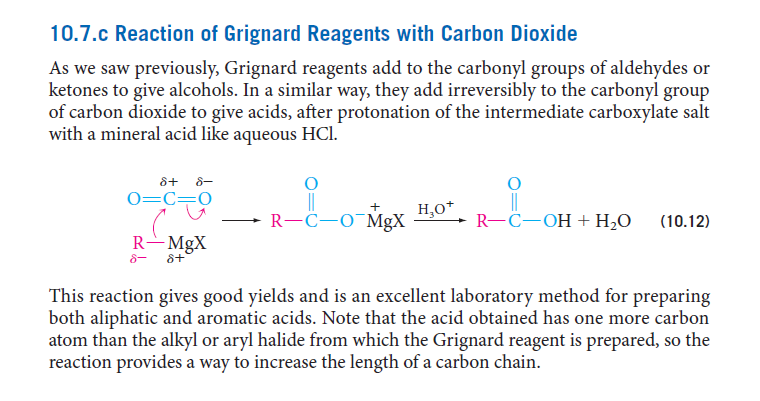 10.7.c Reaction of Grignard Reagents with Carbon Dioxide
As we saw previously, Grignard reagents add to the carbonyl groups of aldehydes or
ketones to give alcohols. In a similar way, they add irreversibly to the carbonyl group
of carbon dioxide to give acids, after protonation of the intermediate carboxylate salt
with a mineral acid like aqueous HCl.
δ+ δ−
O=C=O
R—MgX
δ− δ+
O
R—C—O⁻ M⁺gX
H₃O⁺
O
R—C—OH + H₂O (10.12)
This reaction gives good yields and is an excellent laboratory method for preparing
both aliphatic and aromatic acids. Note that the acid obtained has one more carbon
atom than the alkyl or aryl halide from which the Grignard reagent is prepared, so the
reaction provides a way to increase the length of a carbon chain.